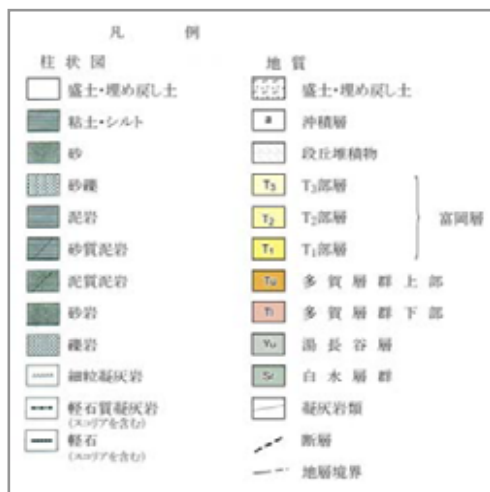 凡 例
柱状図
盛土・埋め戻し土
粘土・シルト
砂
砂礫
泥岩
砂質泥岩
泥質泥岩
砂岩
礫岩
細粒凝灰岩
軽石質凝灰岩
(スコリアを含む)
軽石
(スコリアを含む)
地質
盛土・埋め戻し土
a 沖積層
段丘堆積物
T3 T3部層
T2 T2部層
T1 T1部層
富岡層
Tu 多賀層群上部
Tl 多賀層群下部
Yu 湯長谷層
Sr 白水層群
凝灰岩類
断層
地層境界